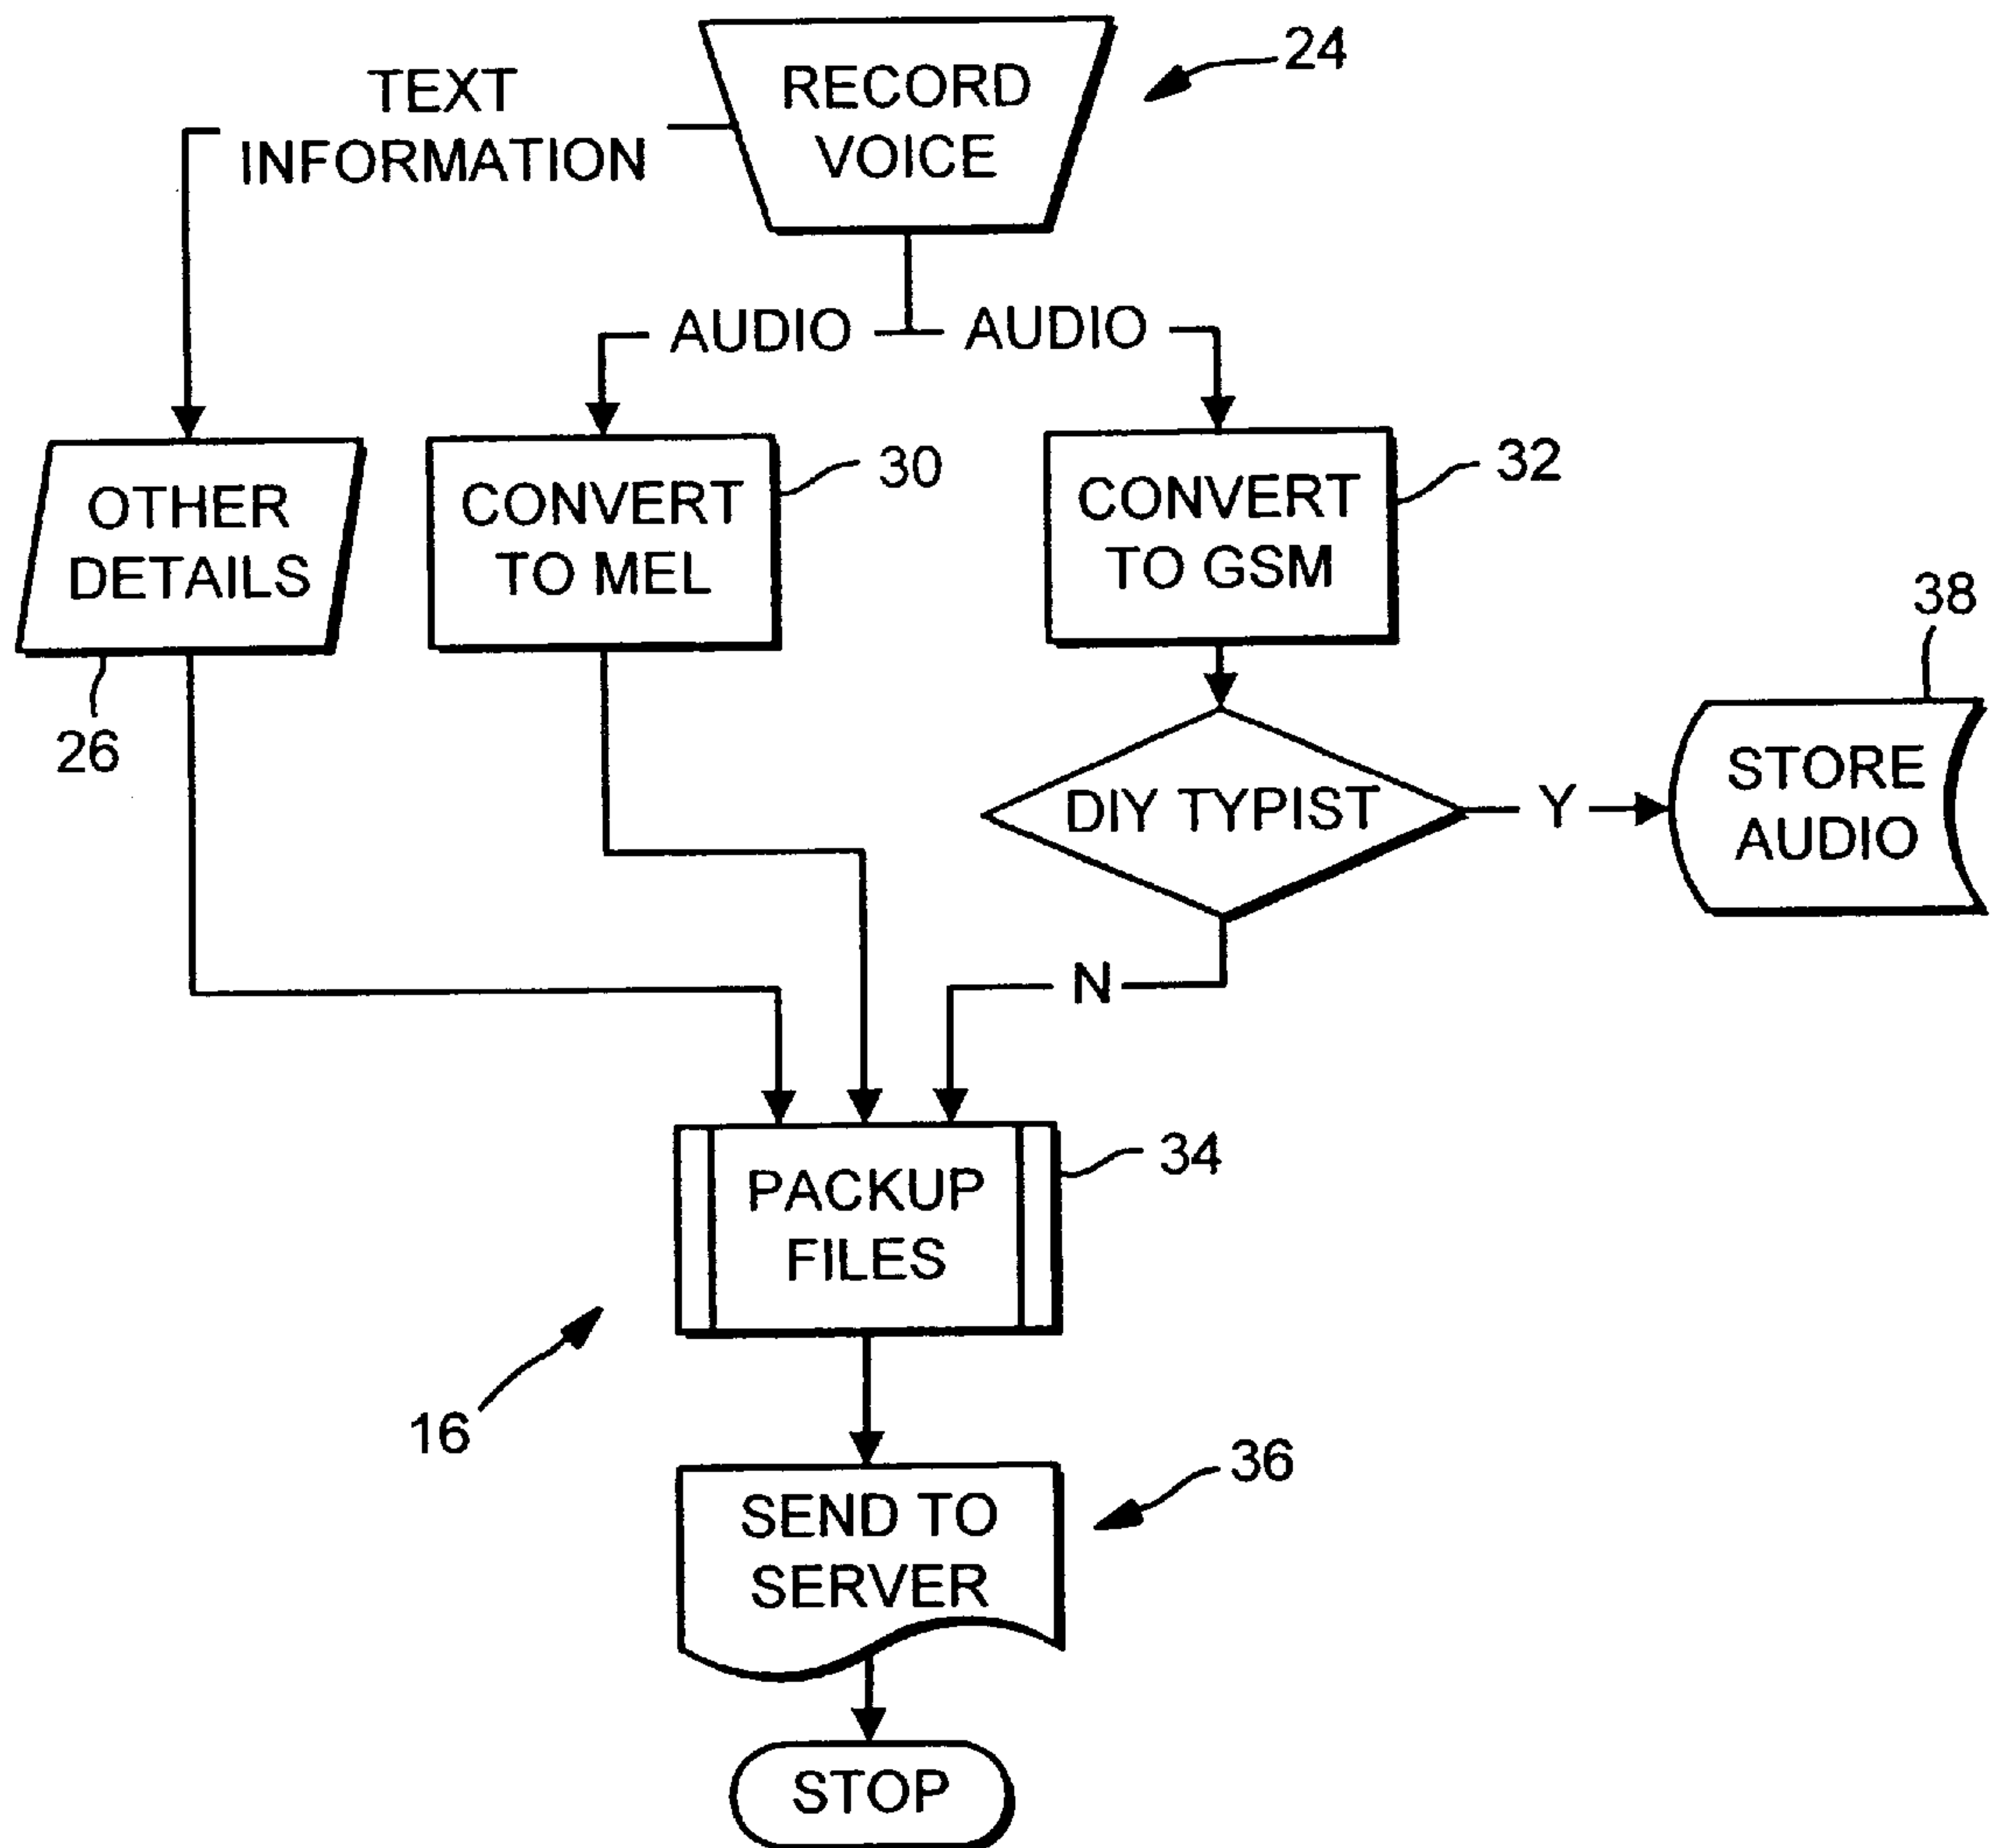 RECORD
VOICE
24
TEXT
INFORMATION
AUDIO
AUDIO
OTHER
DETAILS
26
CONVERT
TO MEL
30
CONVERT
TO GSM
32
38
DIY TYPIST
Y
STORE
AUDIO
N
PACKUP
FILES
34
16
SEND TO
SERVER
36
STOP